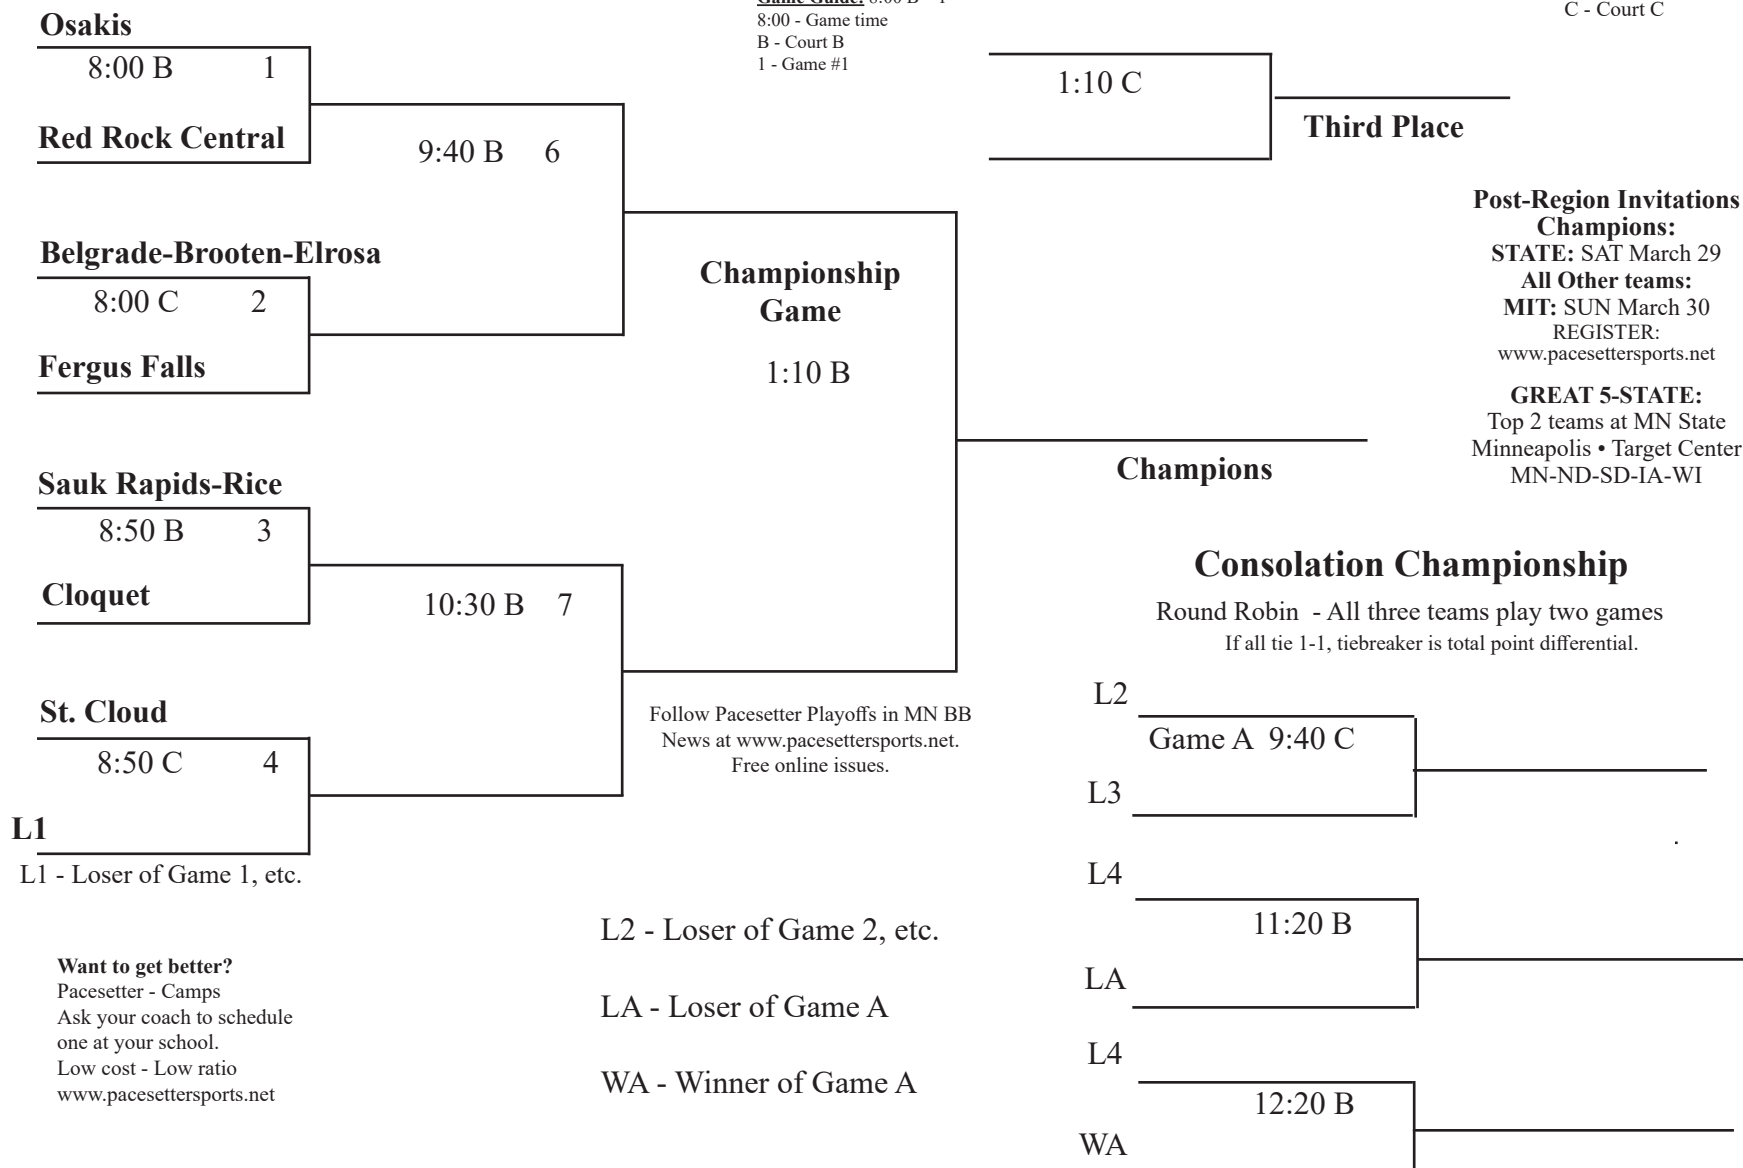 Game Guide: 8:00 B 1
8:00 - Game time
B - Court B
1 - Game #1
C - Court C
Osakis
8:00 B 1
Red Rock Central
9:40 B 6
Belgrade-Brooten-Elrosa
8:00 C 2
Fergus Falls
Championship
Game
1:10 B
Sauk Rapids-Rice
8:50 B 3
Cloquet
10:30 B 7
St. Cloud
8:50 C 4
L1
L1 - Loser of Game 1, etc.
Champions
1:10 C
Third Place
Post-Region Invitations
Champions:
STATE: SAT March 29
All Other teams:
MIT: SUN March 30
REGISTER:
www.pacesettersports.net
GREAT 5-STATE:
Top 2 teams at MN State
Minneapolis • Target Center
MN-ND-SD-IA-WI
Follow Pacesetter Playoffs in MN BB
News at www.pacesettersports.net.
Free online issues.
Consolation Championship
Round Robin - All three teams play two games
If all tie 1-1, tiebreaker is total point differential.
L2
Game A 9:40 C
L3
L4
11:20 B
LA
L4
12:20 B
WA
L2 - Loser of Game 2, etc.
LA - Loser of Game A
WA - Winner of Game A
Want to get better?
Pacesetter - Camps
Ask your coach to schedule
one at your school.
Low cost - Low ratio
www.pacesettersports.net